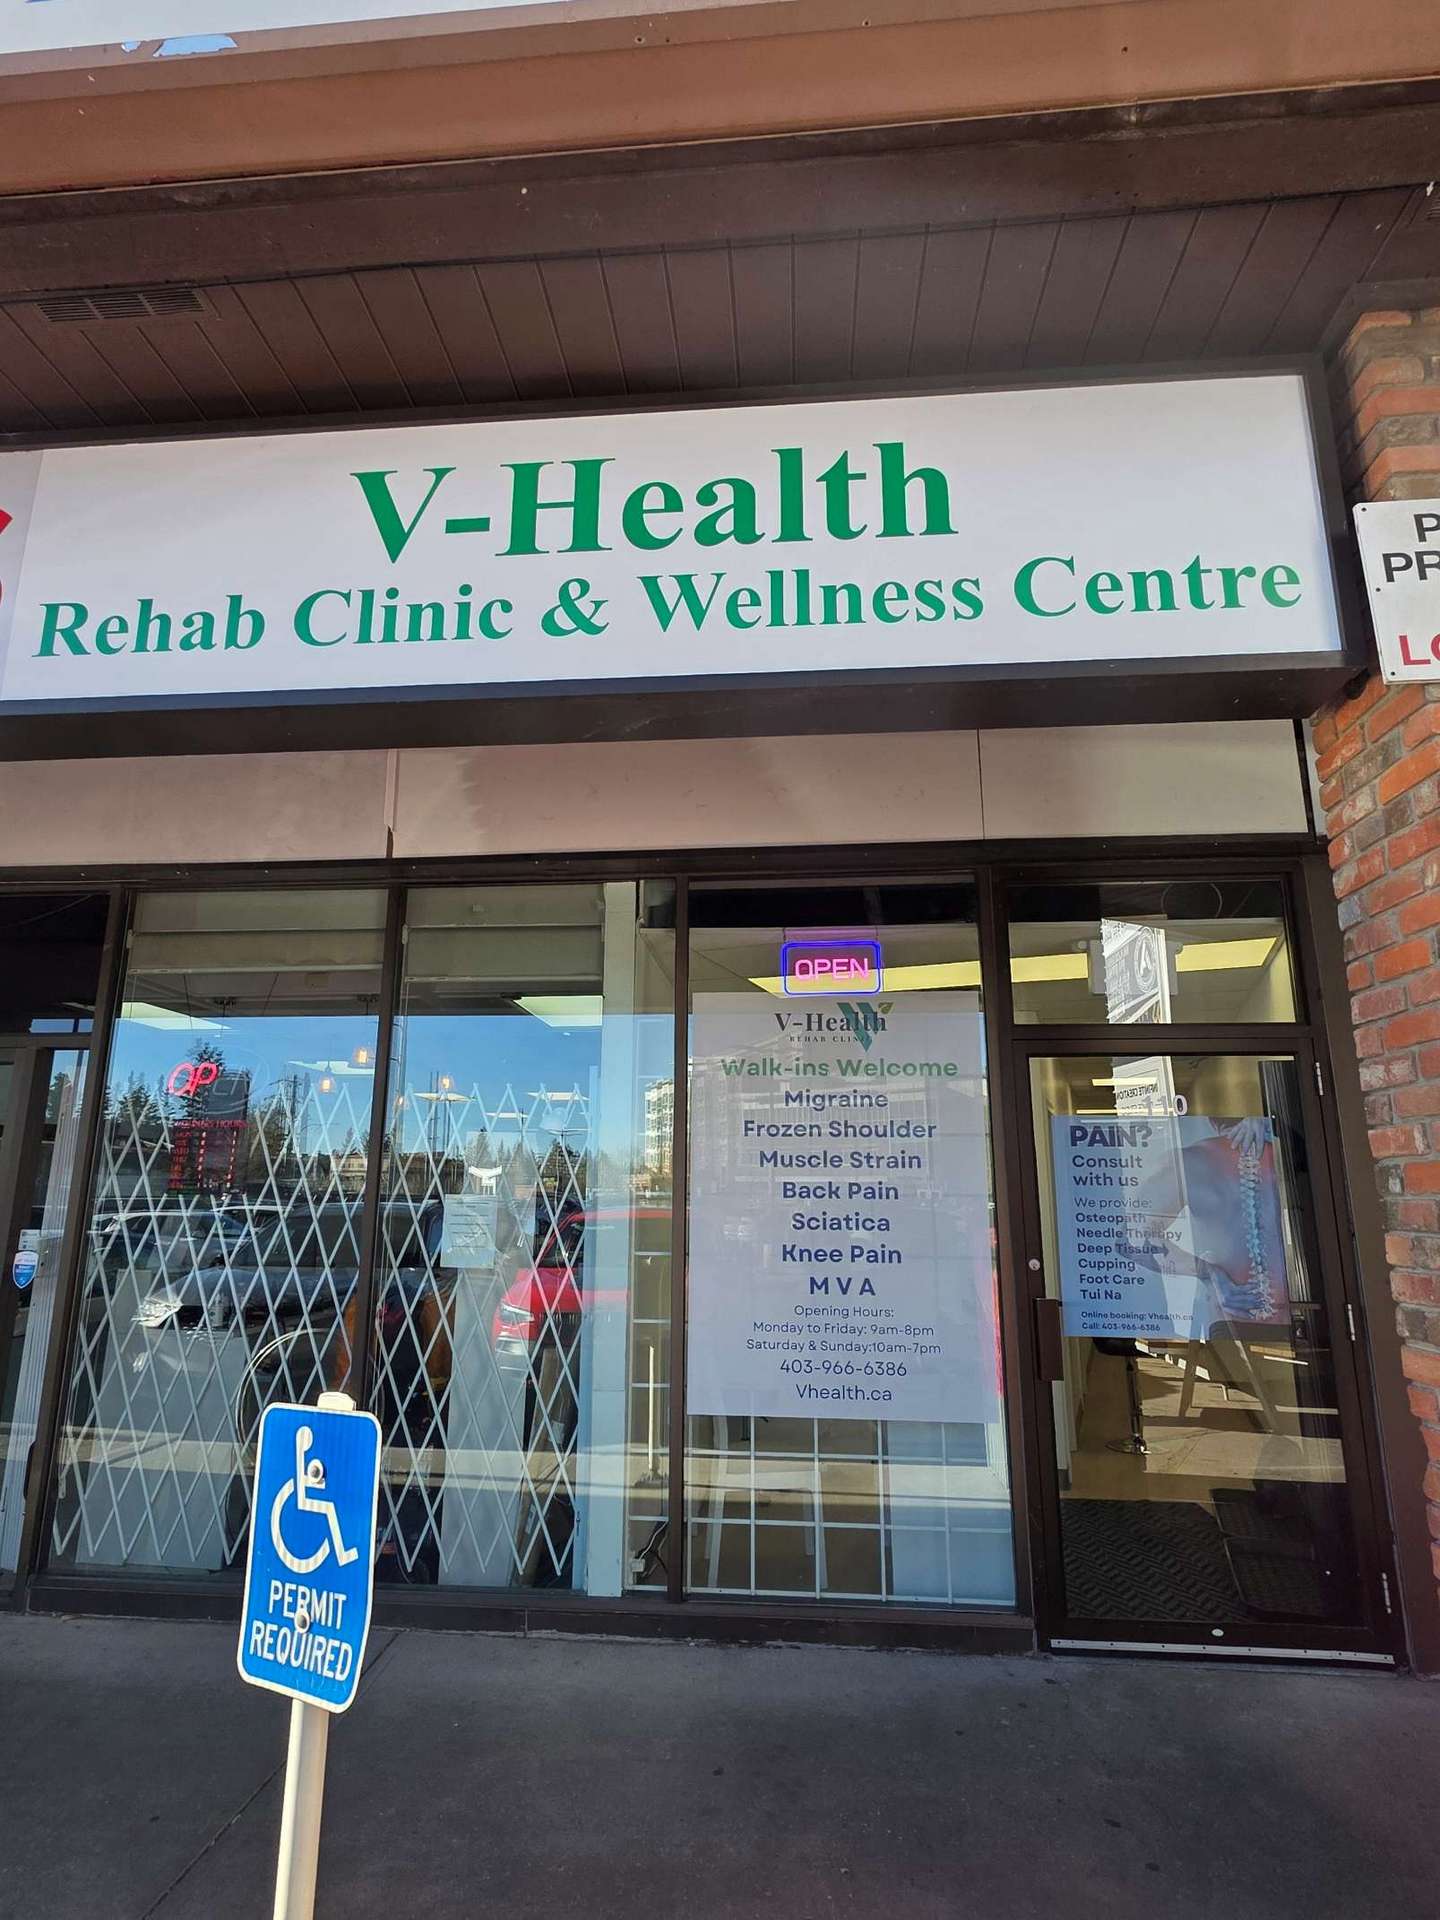 V-Health
Rehab Clinic & Wellness Centre
OPEN
V-Health
REHAB CLINIC
Walk-ins Welcome
Migraine
Frozen Shoulder
Muscle Strain
Back Pain
Sciatica
Knee Pain
M V A
Opening Hours:
Monday to Friday: 9am-8pm
Saturday & Sunday:10am-7pm
403-966-6386
Vhealth.ca
110
PAIN?
Consult
with us
We provide:
Osteopath
Needle Therapy
Deep Tissue
Cupping
Foot Care
Tui Na
Online booking: Vhealth.ca
Call: 403-966-6386
PERMIT
REQUIRED